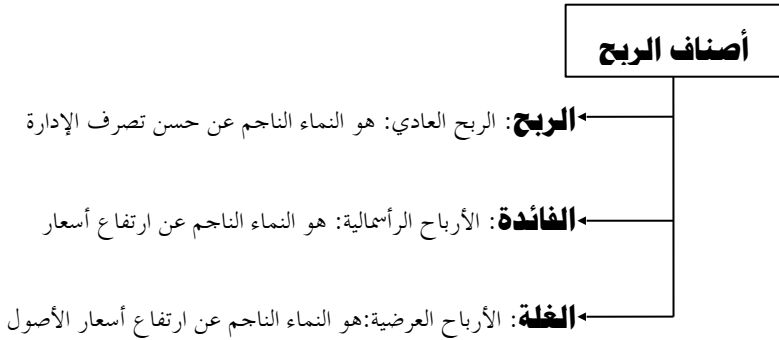 أصناف الربح
الربح: الربح العادي: هو النماء الناجم عن حسن تصرف الإدارة
الفائدة: الأرباح الرأسمالية: هو النماء الناجم عن ارتفاع أسعار
الغلة: الأرباح العرضية:هو النماء الناجم عن ارتفاع أسعار الأصول